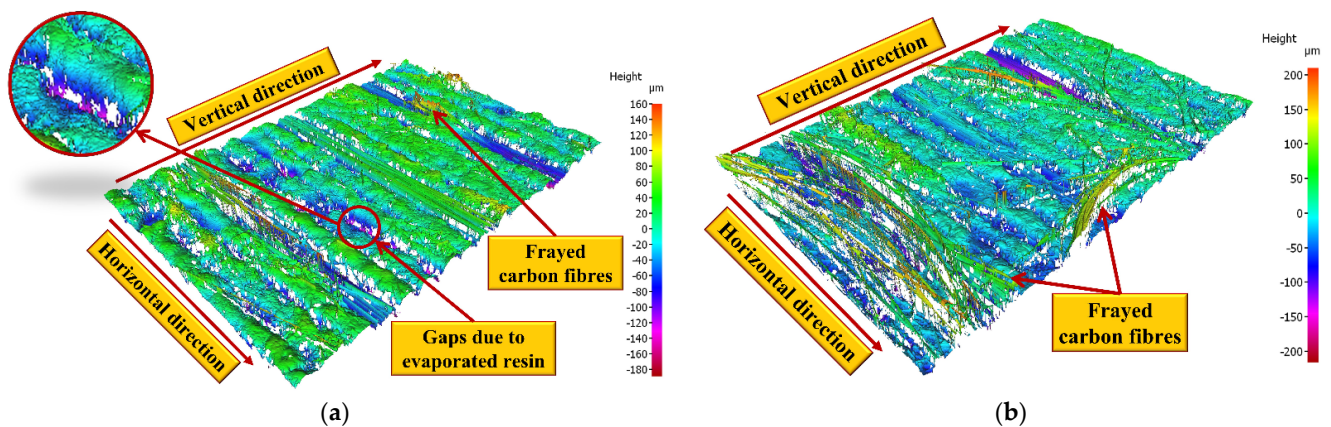 Height
µm
160
140
120
100
80
60
40
20
0
-20
-40
-60
-80
-100
-120
-140
-160
-180
Vertical direction
Horizontal direction
Frayed
carbon fibres
Gaps due to
evaporated resin
(a)
Height
µm
200
150
100
50
0
-50
-100
-150
-200
Vertical direction
Horizontal direction
Frayed
carbon fibres
(b)